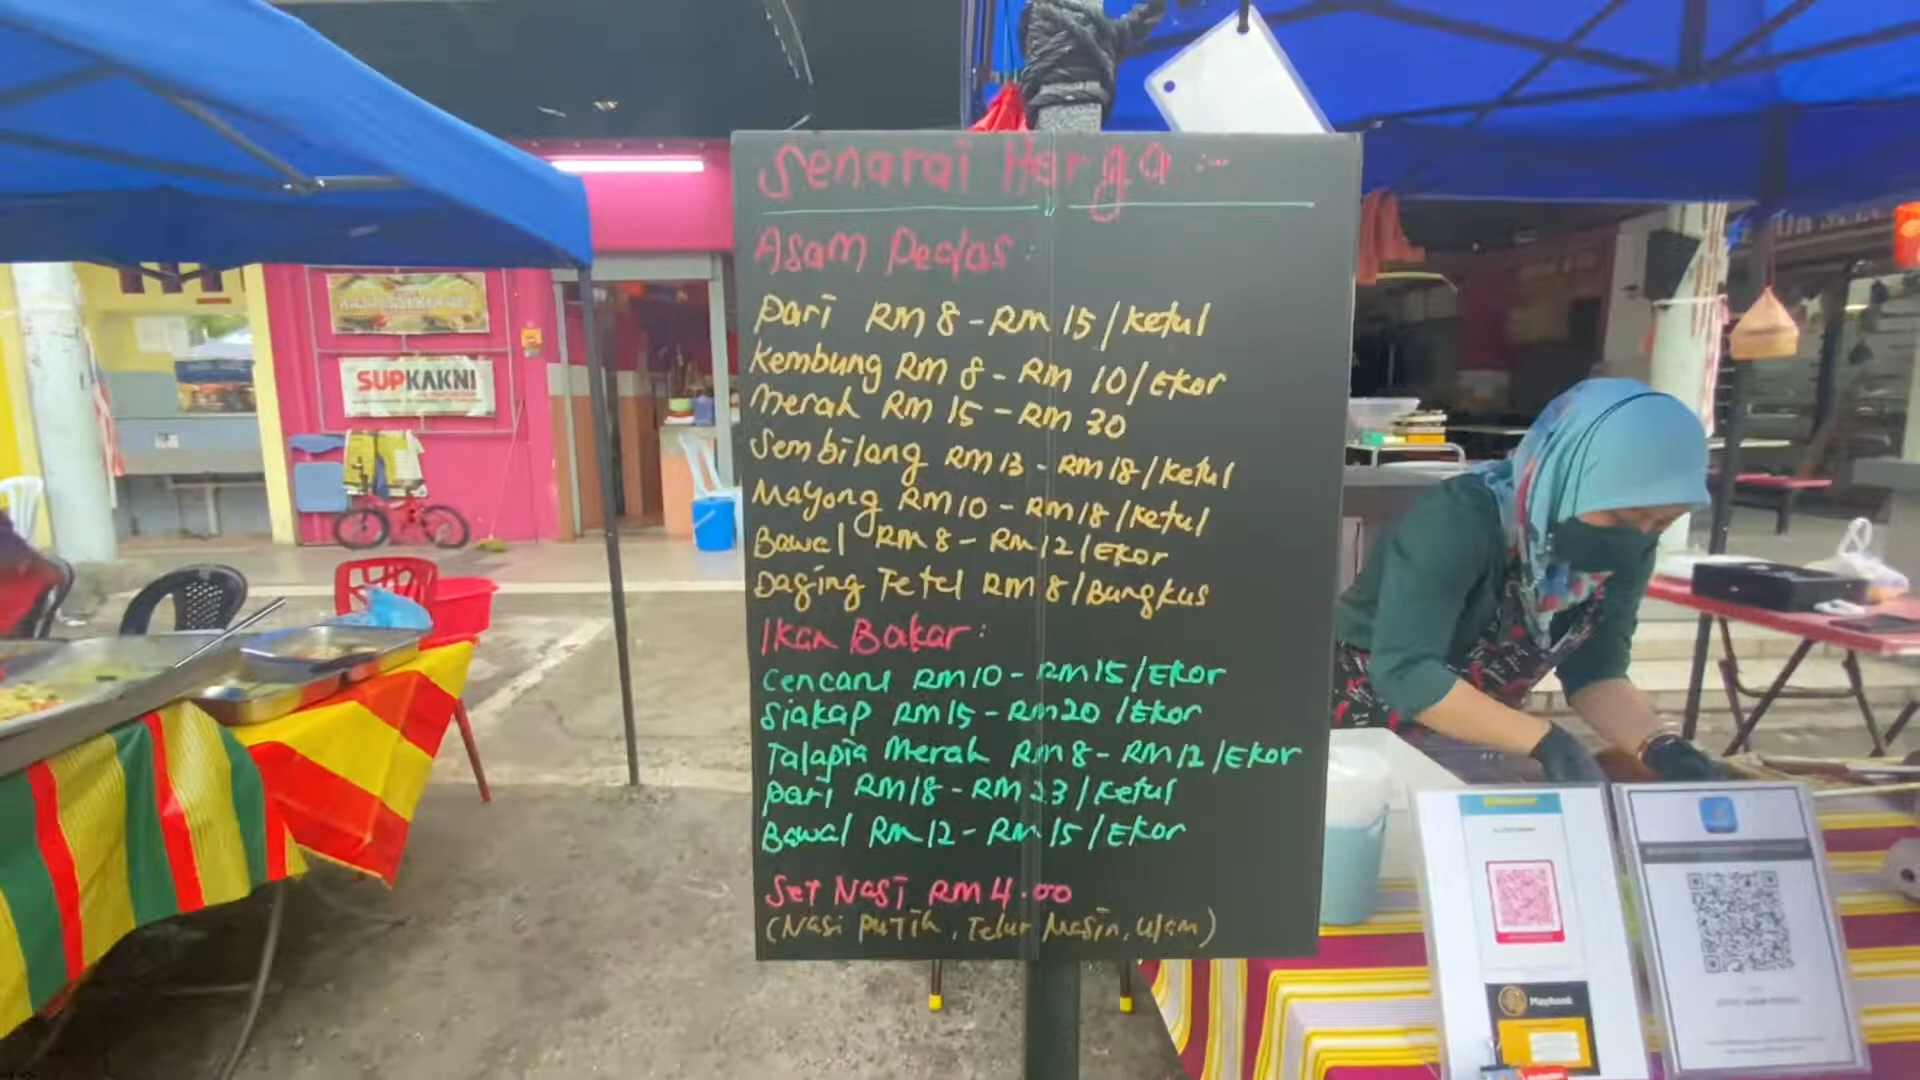 Senarai Harga :-
Asam Pedas :
Pari RM 8 - RM 15 / Ketul
Kembung RM 8 - RM 10 / Ekor
Merah RM 15 - RM 30
Sembilang RM 13 - RM 18 / Ketul
Mayong RM 10 - RM 18 / Ketul
Bawal RM 8 - RM 12 / Ekor
Daging Tetel RM 8 / Bungkus
Ikan Bakar :
Cencaru RM 10 - RM 15 / Ekor
Siakap RM 15 - RM 20 / Ekor
Talapia Merah RM 8 - RM 12 / Ekor
Pari RM 18 - RM 23 / Ketul
Bawal RM 12 - RM 15 / Ekor
Set Nasi RM 4.00
(Nasi Putih, Telur Masin, Ulam)
SUPKAKNI
Maybank